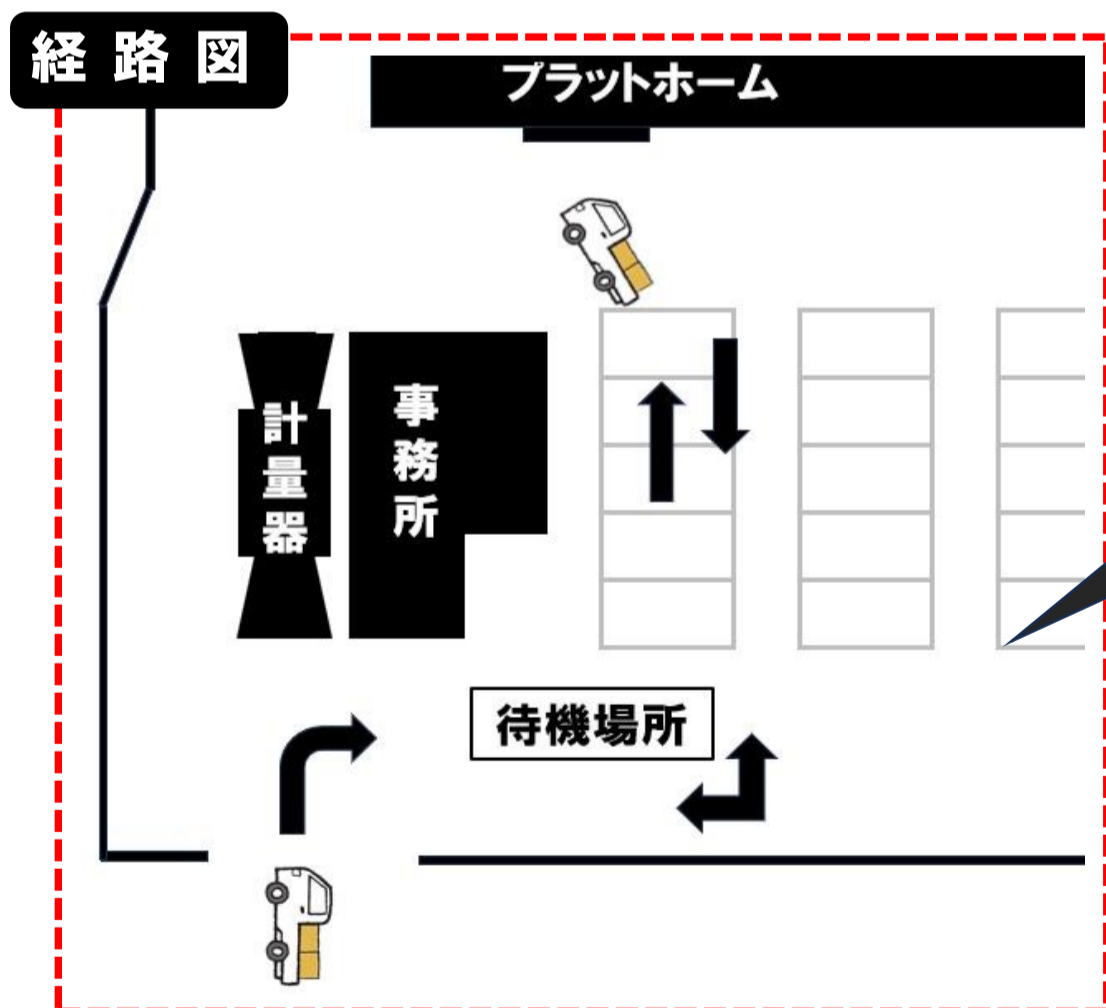 経路図
プラットホーム
計量器
事務所
待機場所